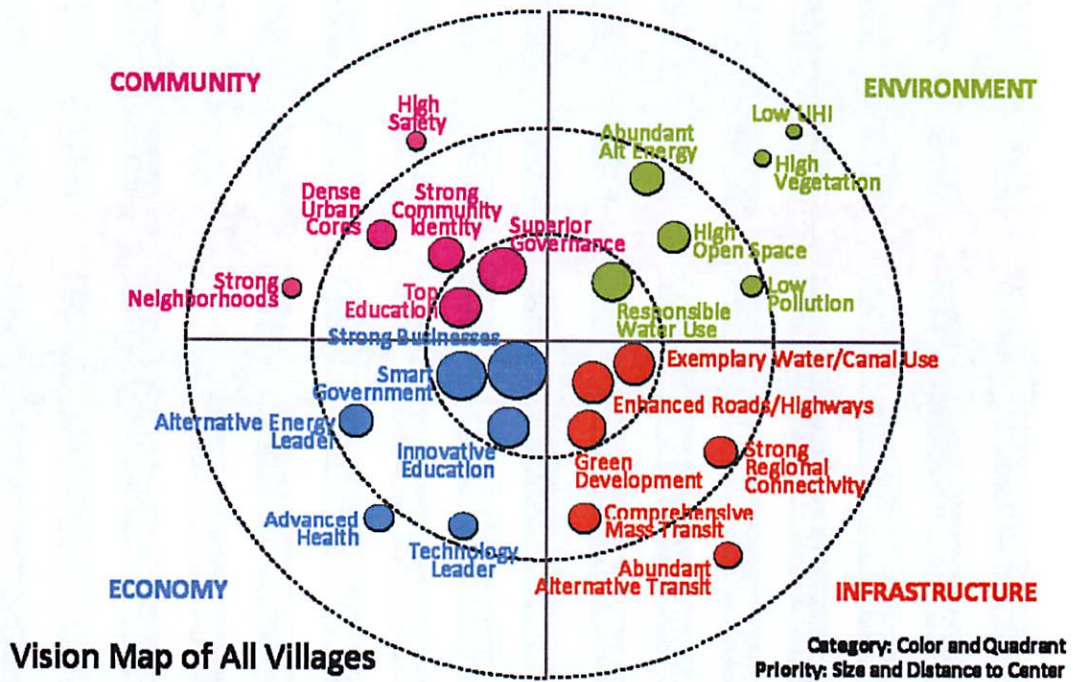 COMMUNITY
ENVIRONMENT
High
Safety
Low UHI
Abundant
Alt Energy
High
Vegetation
Dense
Urban
Cores
Strong
Community
Identity
Superior
Governance
High
Open Space
Strong
Neighborhoods
Top
Education
Low
Pollution
Responsible
Water Use
Strong Businesses
Exemplary Water/Canal Use
Smart
Government
Enhanced Roads/Highways
Alternative Energy
Leader
Innovative
Education
Green
Development
Strong
Regional
Connectivity
Advanced
Health
Technology
Leader
Comprehensive
Mass Transit
Abundant
Alternative Transit
ECONOMY
INFRASTRUCTURE
Vision Map of All Villages
Category: Color and Quadrant
Priority: Size and Distance to Center